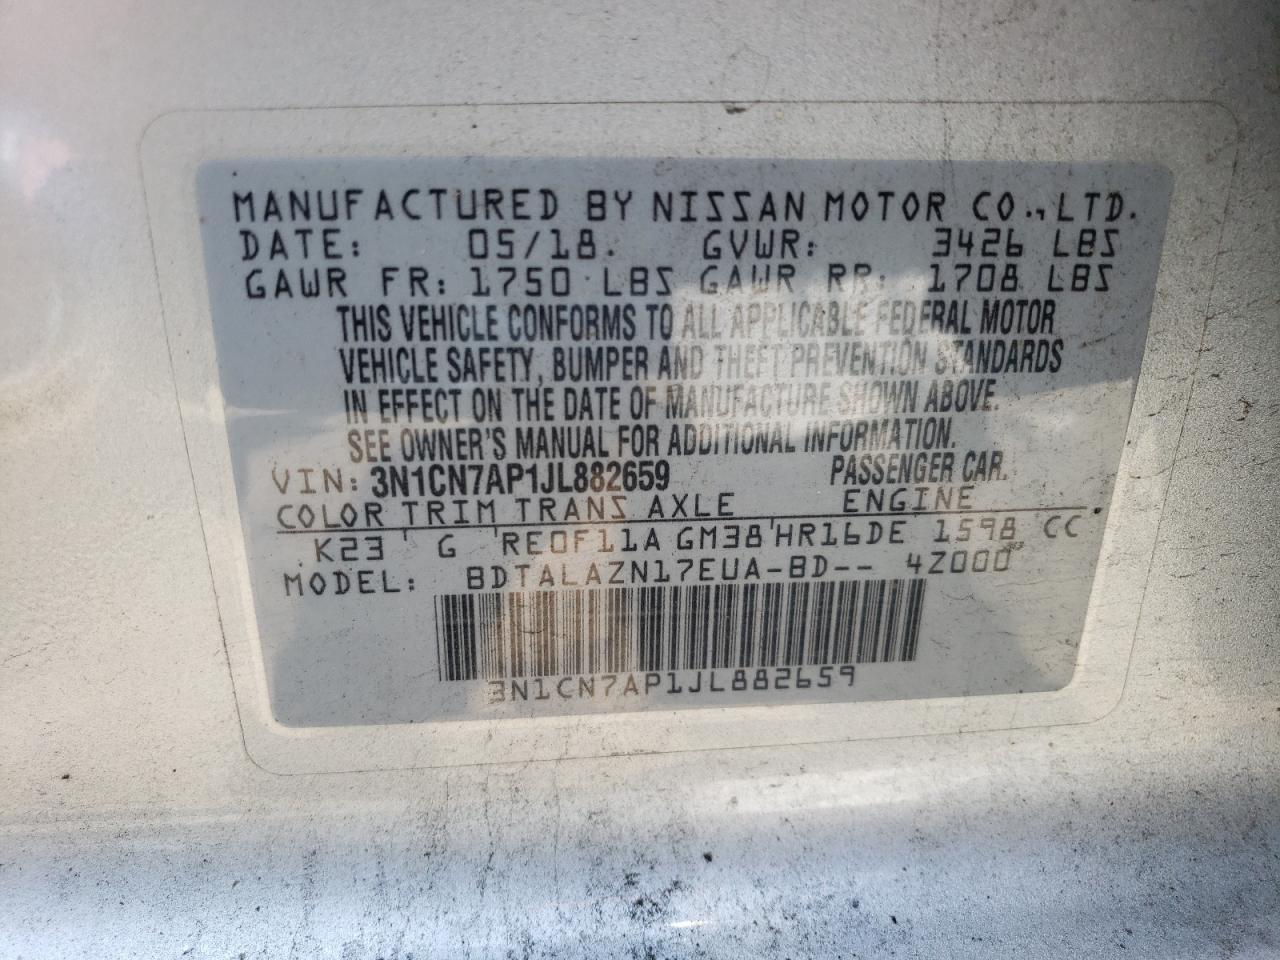 MANUFACTURED BY NISSAN MOTOR CO., LTD.
DATE: 05/18. GVWR: 3426 LBS
GAWR FR: 1750 LBS GAWR RR: 1708 LBS
THIS VEHICLE CONFORMS TO ALL APPLICABLE FEDERAL MOTOR
VEHICLE SAFETY, BUMPER AND THEFT PREVENTION STANDARDS
IN EFFECT ON THE DATE OF MANUFACTURE SHOWN ABOVE.
SEE OWNER'S MANUAL FOR ADDITIONAL INFORMATION.
VIN: 3N1CN7AP1JL882659 PASSENGER CAR.
COLOR TRIM TRANS AXLE ENGINE
K23 G RE0F11A GM38 HR16DE 1598 CC
MODEL: BDTALAZN17EUA-BD-- 4Z000
3N1CN7AP1JL882659